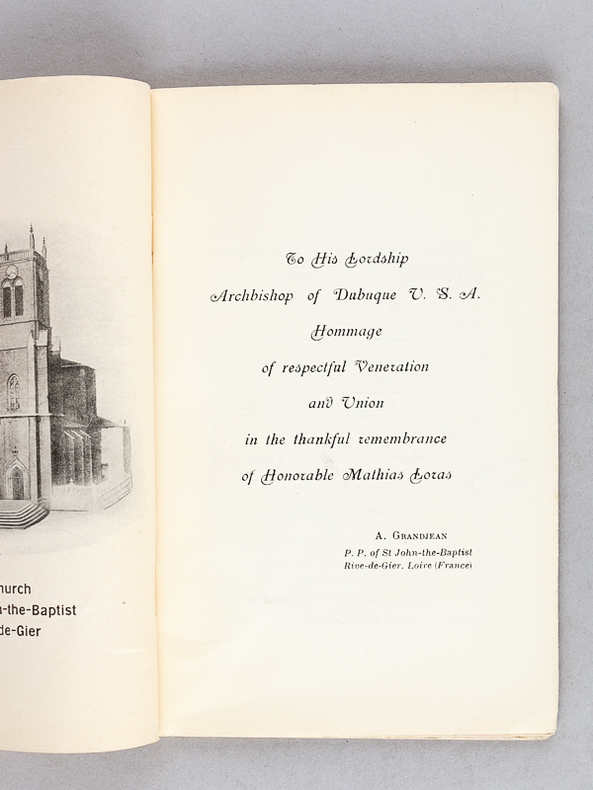 hurch
n-the-Baptist
de-Gier
To His Lordship
Archbishop of Dubuque U. S. A.
Hommage
of respectful Veneration
and Union
in the thankful remembrance
of Honorable Mathias Loras
A. Grandjean
P. P. of St John-the-Baptist
Rive-de-Gier, Loire (France)